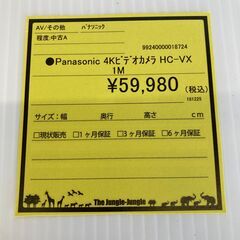 AV/その他 パナソニック
程度:中古A 99240000018724
●Panasonic 4Kビデオカメラ HC-VX
1M
¥59,980 (税込)
191225
サイズ:幅 奥行き 高さ cm
□現状販売 □1ヶ月保証 □3ヶ月保証 □6ヶ月保証
The Jungle-Jungle